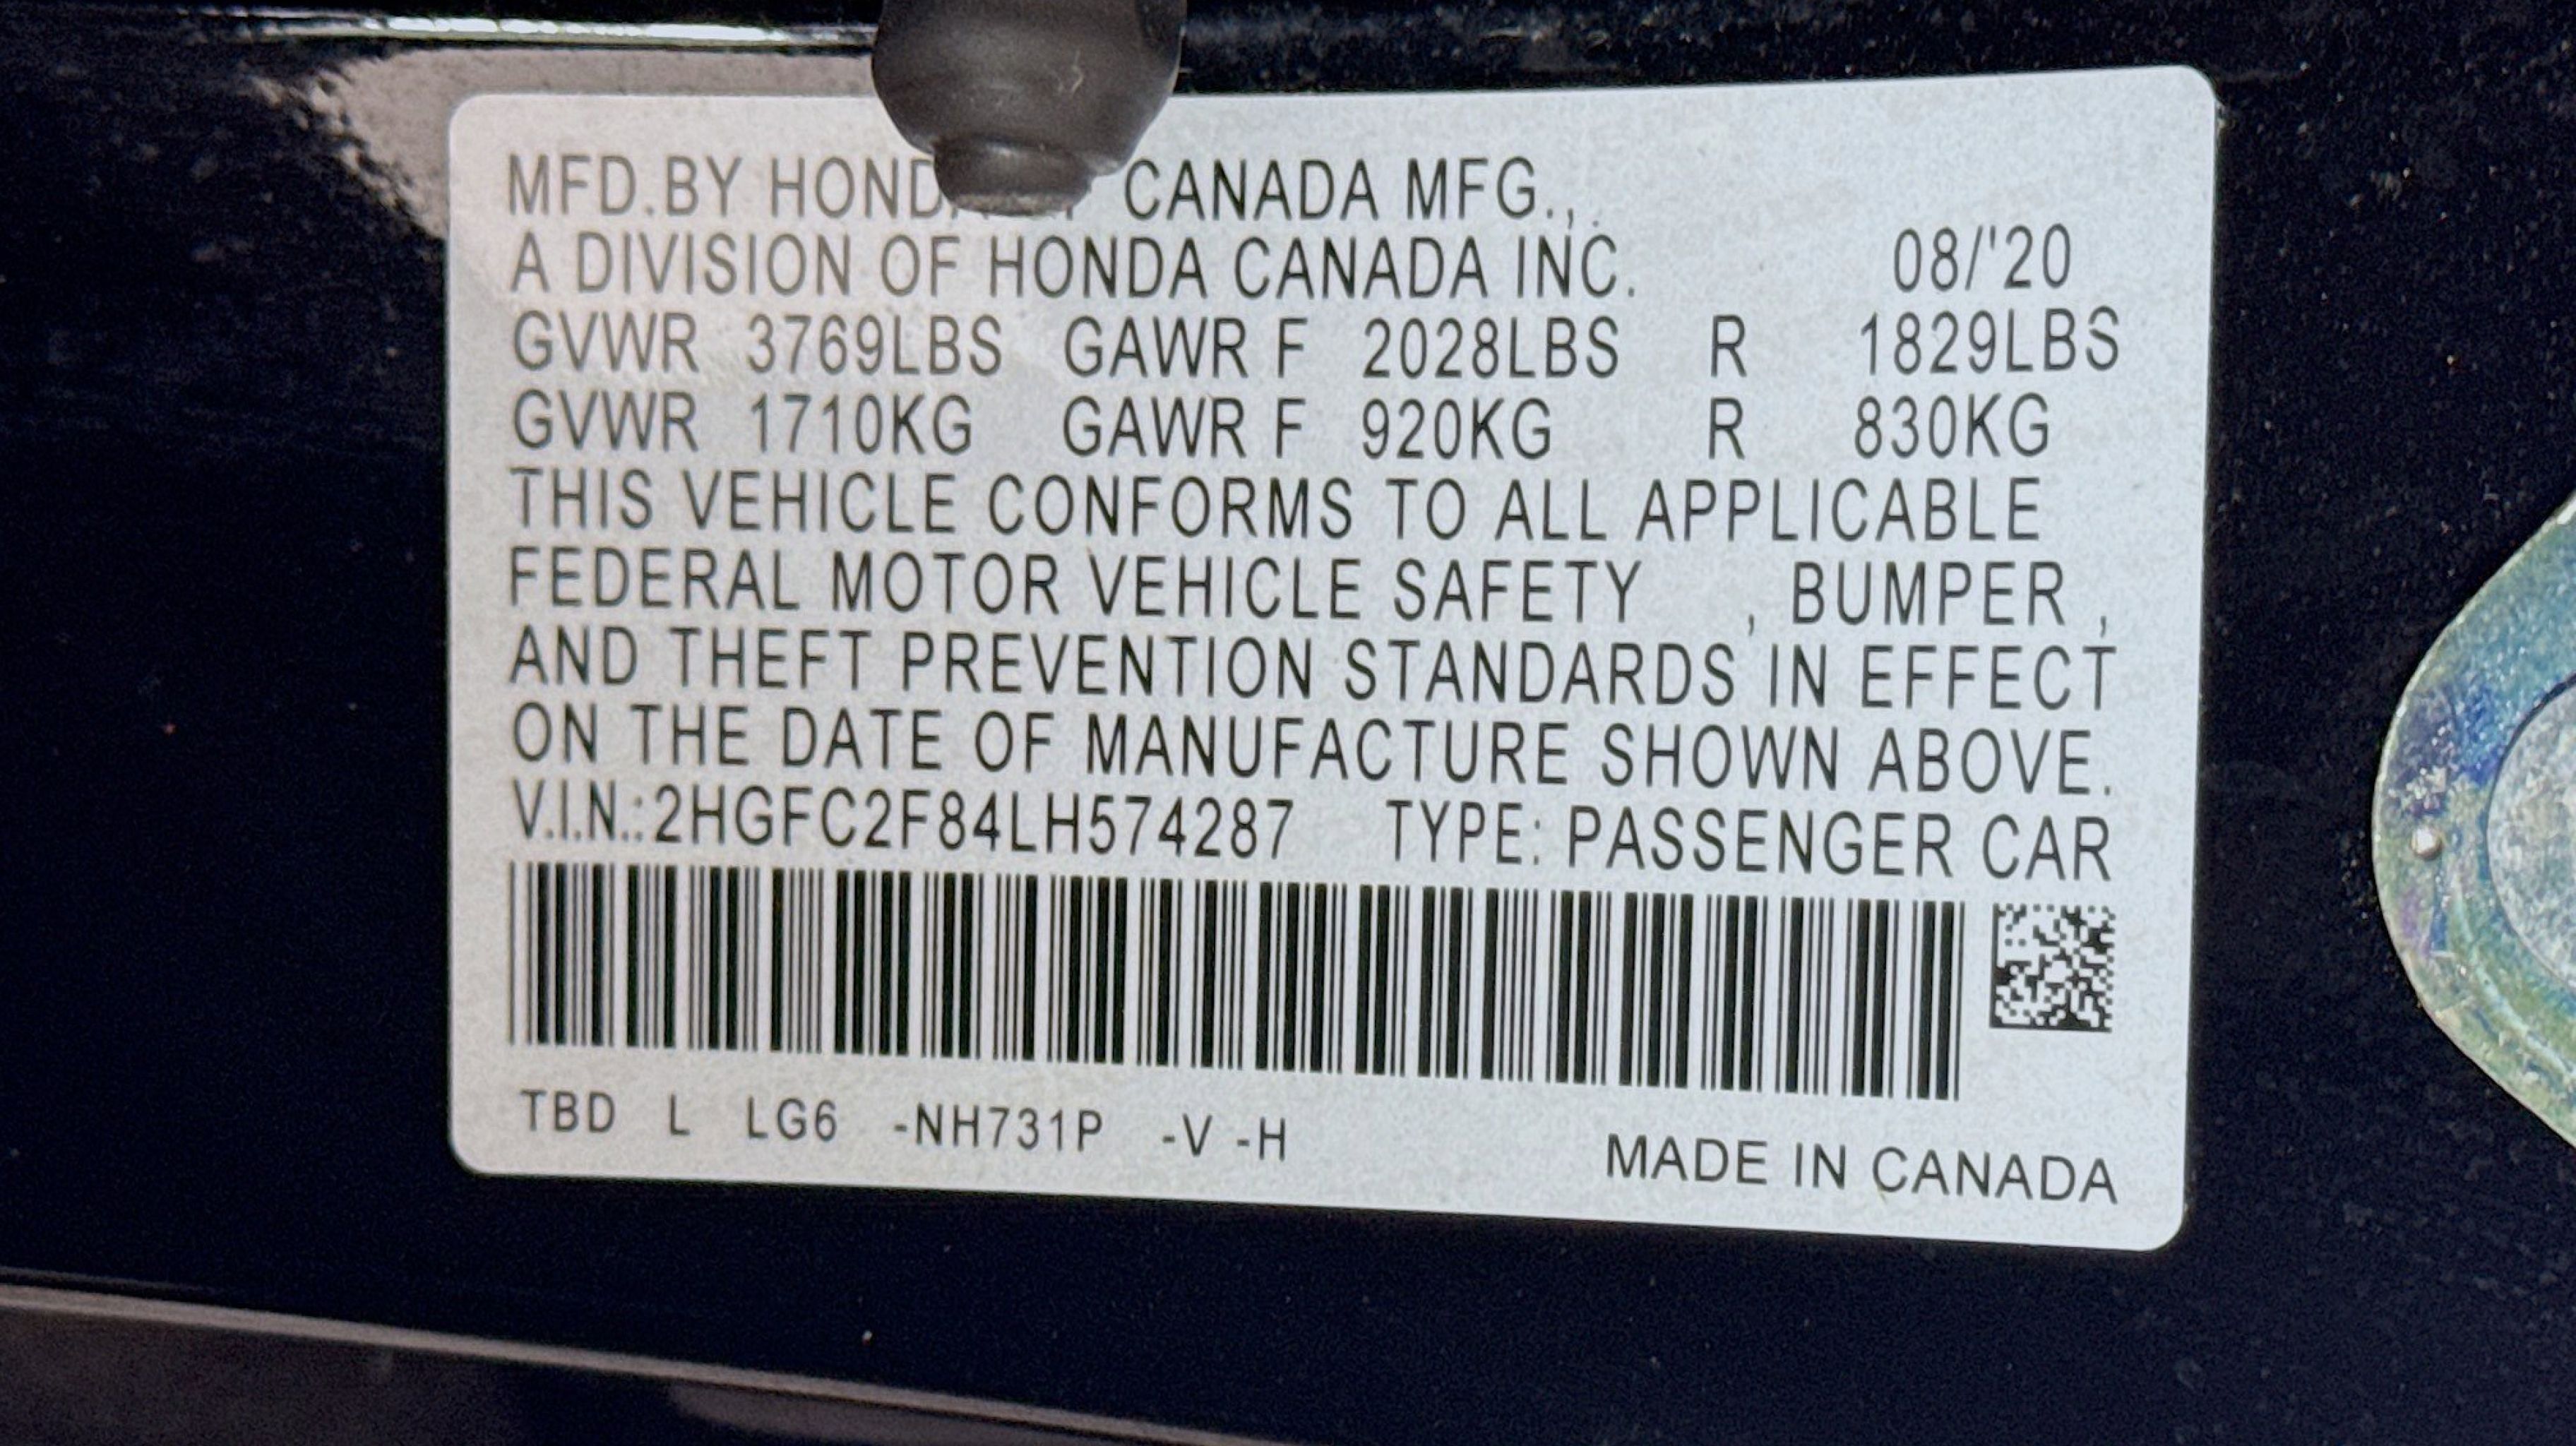 MFD.BY HONDA CANADA MFG.,
A DIVISION OF HONDA CANADA INC. 08/'20
GVWR 3769LBS GAWR F 2028LBS R 1829LBS
GVWR 1710KG GAWR F 920KG R 830KG
THIS VEHICLE CONFORMS TO ALL APPLICABLE
FEDERAL MOTOR VEHICLE SAFETY , BUMPER ,
AND THEFT PREVENTION STANDARDS IN EFFECT
ON THE DATE OF MANUFACTURE SHOWN ABOVE.
V.I.N.:2HGFC2F84LH574287 TYPE: PASSENGER CAR
TBD L LG6 -NH731P -V -H
MADE IN CANADA